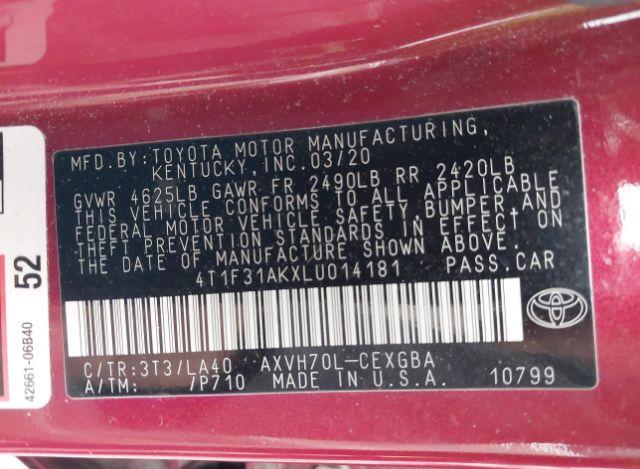 MFD. BY: TOYOTA MOTOR MANUFACTURING,
KENTUCKY, INC. 03/20
GVWR 4625LB GAWR FR 2490LB RR 2420LB
THIS VEHICLE CONFORMS TO ALL APPLICABLE
FEDERAL MOTOR VEHICLE SAFETY, BUMPER, AND
THEFT PREVENTION STANDARDS IN EFFECT ON
THE DATE OF MANUFACTURE SHOWN ABOVE.
4T1F31AKXLU014181 PASS.CAR
C/TR:3T3/LA40 AXVH70L-CEXGBA
A/TM: /P710 MADE IN U.S.A. 10799
TOYOTA
52
42661-06B40